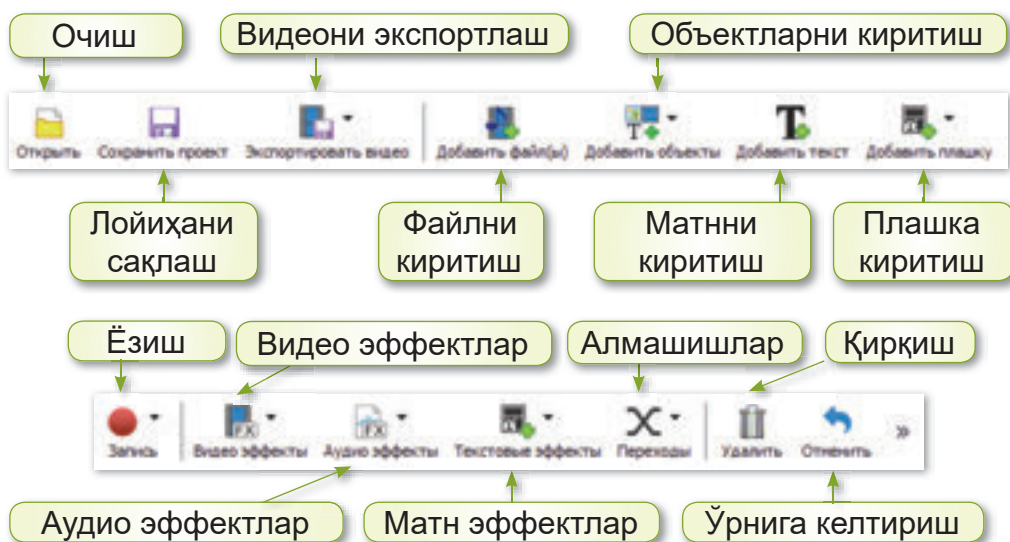 Очиш Видеони экспортлаш Объектларни киритиш
Открыть Сохранить проект Экспортировать видео Добавить файл(ы) Добавить объекты Добавить текст Добавить плашку
Лойиҳани
сақлаш
Файлни
киритиш
Матнни
киритиш
Плашка
киритиш
Ёзиш Видео эффектлар Алмашишлар Қирқиш
Запись Видео эффекты Аудио эффекты Текстовые эффекты Переходы Удалить Отменить »
Аудио эффектлар Матн эффектлар Ўрнига келтириш